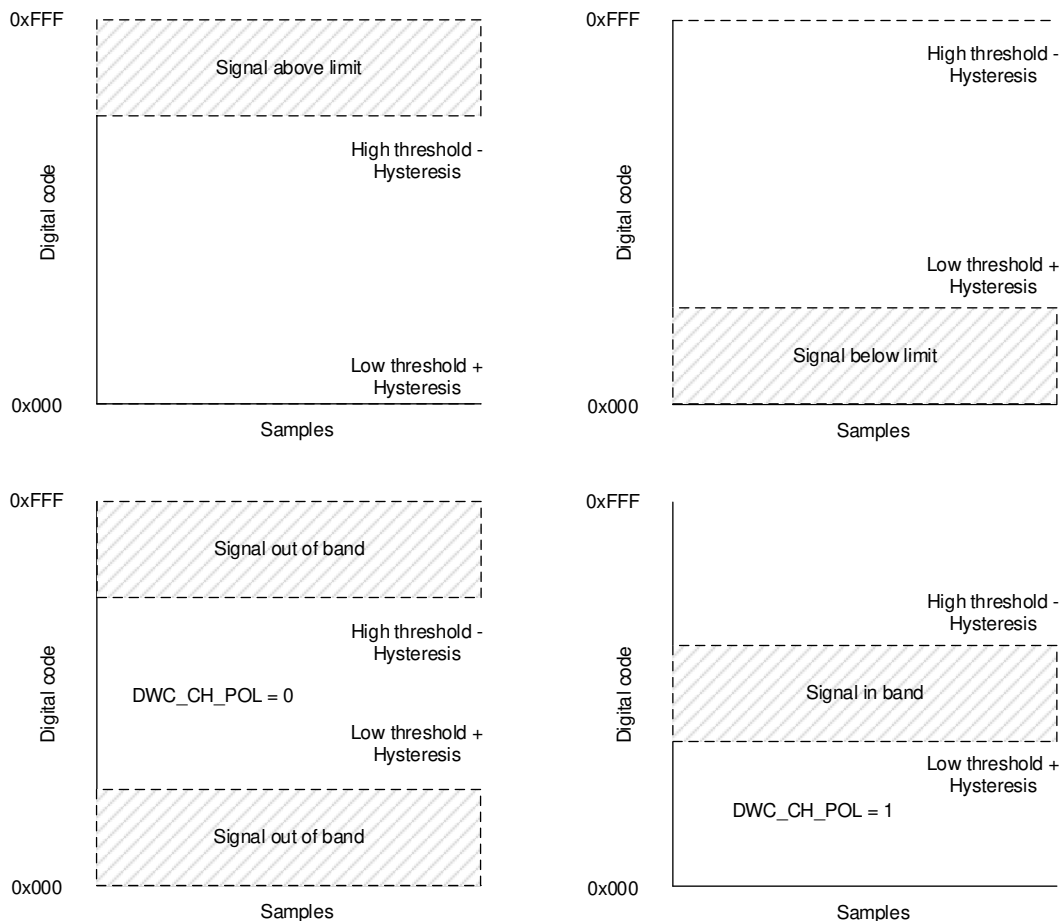 0xFFF
Signal above limit
High threshold -
Hysteresis
Digital code
Low threshold +
Hysteresis
0x000
Samples
High threshold -
Hysteresis
Digital code
Low threshold +
Hysteresis
Signal below limit
0x000
Samples
0xFFF
Signal out of band
High threshold -
Hysteresis
Digital code
DWC_CH_POL = 0
Low threshold +
Hysteresis
Signal out of band
0x000
Samples
0xFFF
High threshold -
Hysteresis
Signal in band
Digital code
Low threshold +
Hysteresis
DWC_CH_POL = 1
0x000
Samples
0xFFF